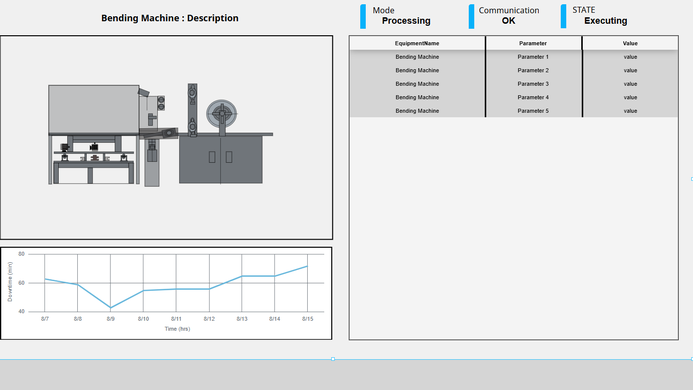 Bending Machine : Description
Mode
Processing
Communication
OK
STATE
Executing
EquipmentName Parameter Value
Bending Machine Parameter 1 value
Bending Machine Parameter 2 value
Bending Machine Parameter 3 value
Bending Machine Parameter 4 value
Bending Machine Parameter 5 value
80
60
40
Downtime (min)
8/7 8/8 8/9 8/10 8/11 8/12 8/13 8/14 8/15
Time (hrs)